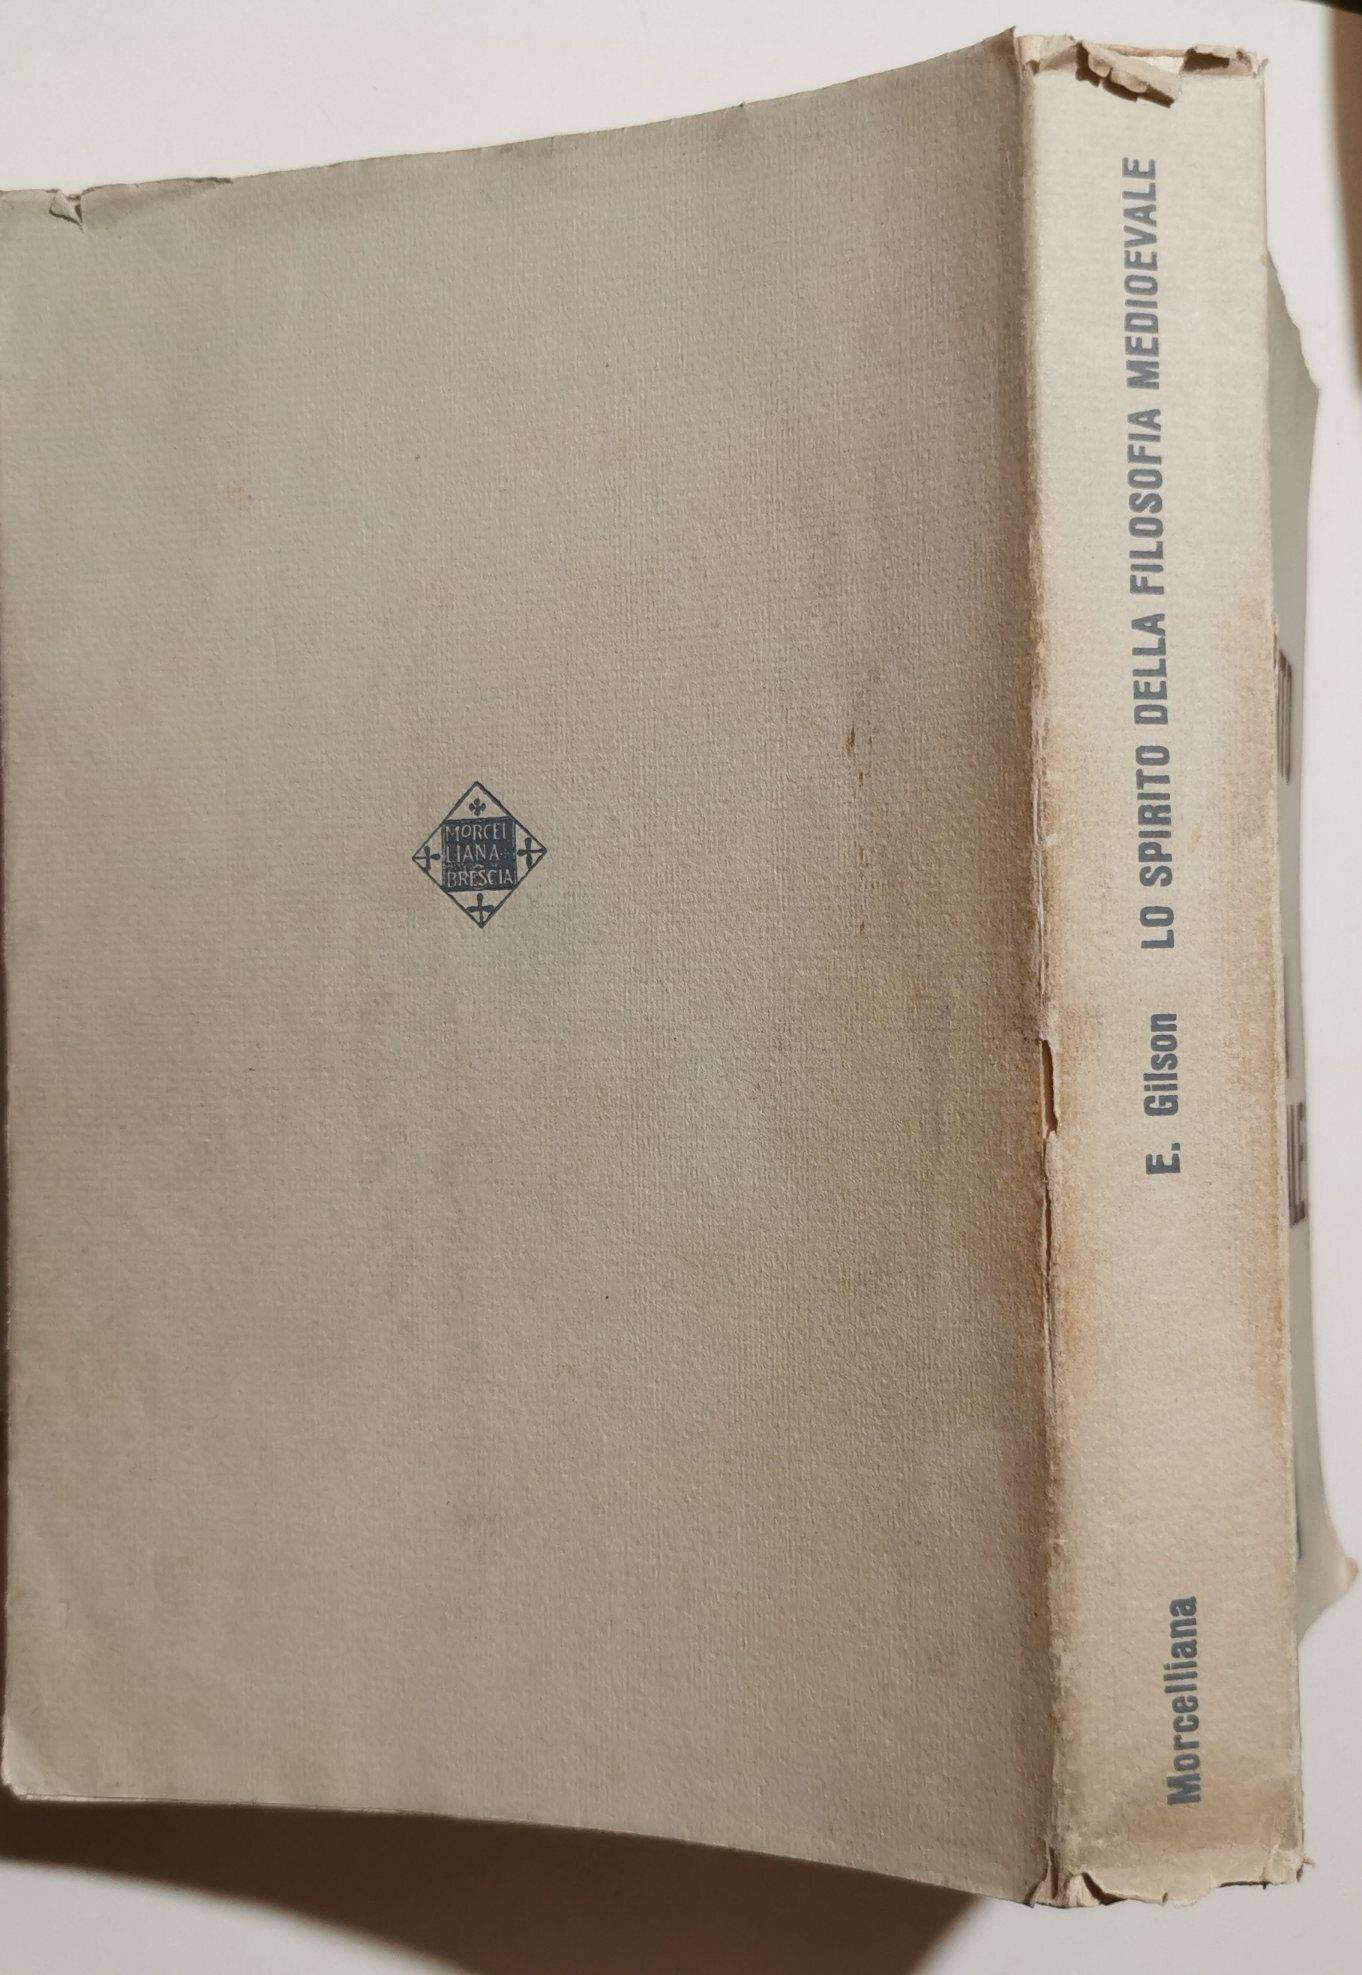 MORCEL
LIANA
BRESCIA
E. Gilson LO SPIRITO DELLA FILOSOFIA MEDIOEVALE
Morcelliana